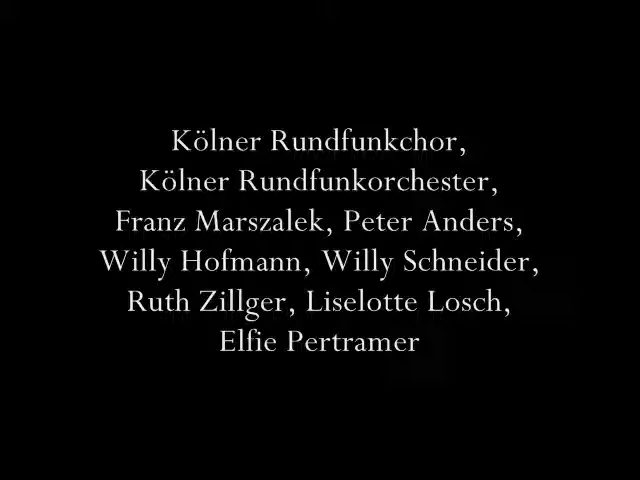 Kölner Rundfunkchor,
Kölner Rundfunkorchester,
Franz Marszalek, Peter Anders,
Willy Hofmann, Willy Schneider,
Ruth Zillger, Liselotte Losch,
Elfie Pertramer